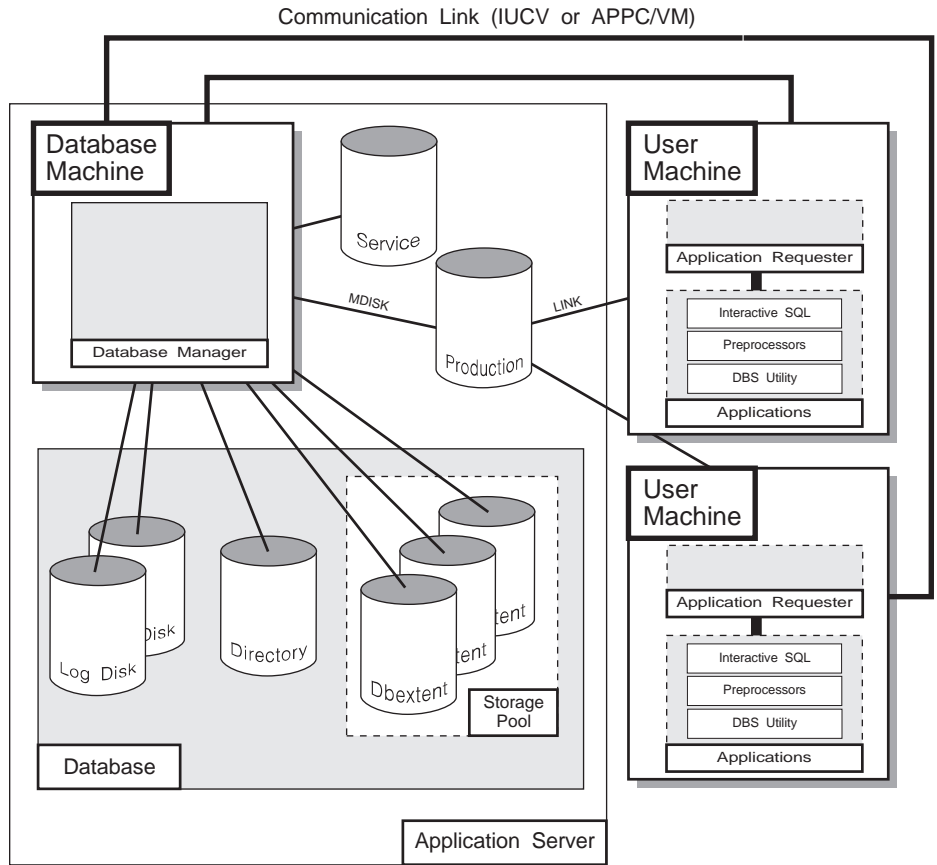 Communication Link (IUCV or APPC/VM)
Database
Machine
Database Manager
Service
MDISK
Production
LINK
User
Machine
Application Requester
Interactive SQL
Preprocessors
DBS Utility
Applications
User
Machine
Application Requester
Interactive SQL
Preprocessors
DBS Utility
Applications
Log Disk
Disk
Directory
Dbextent
tent
tent
Storage
Pool
Database
Application Server